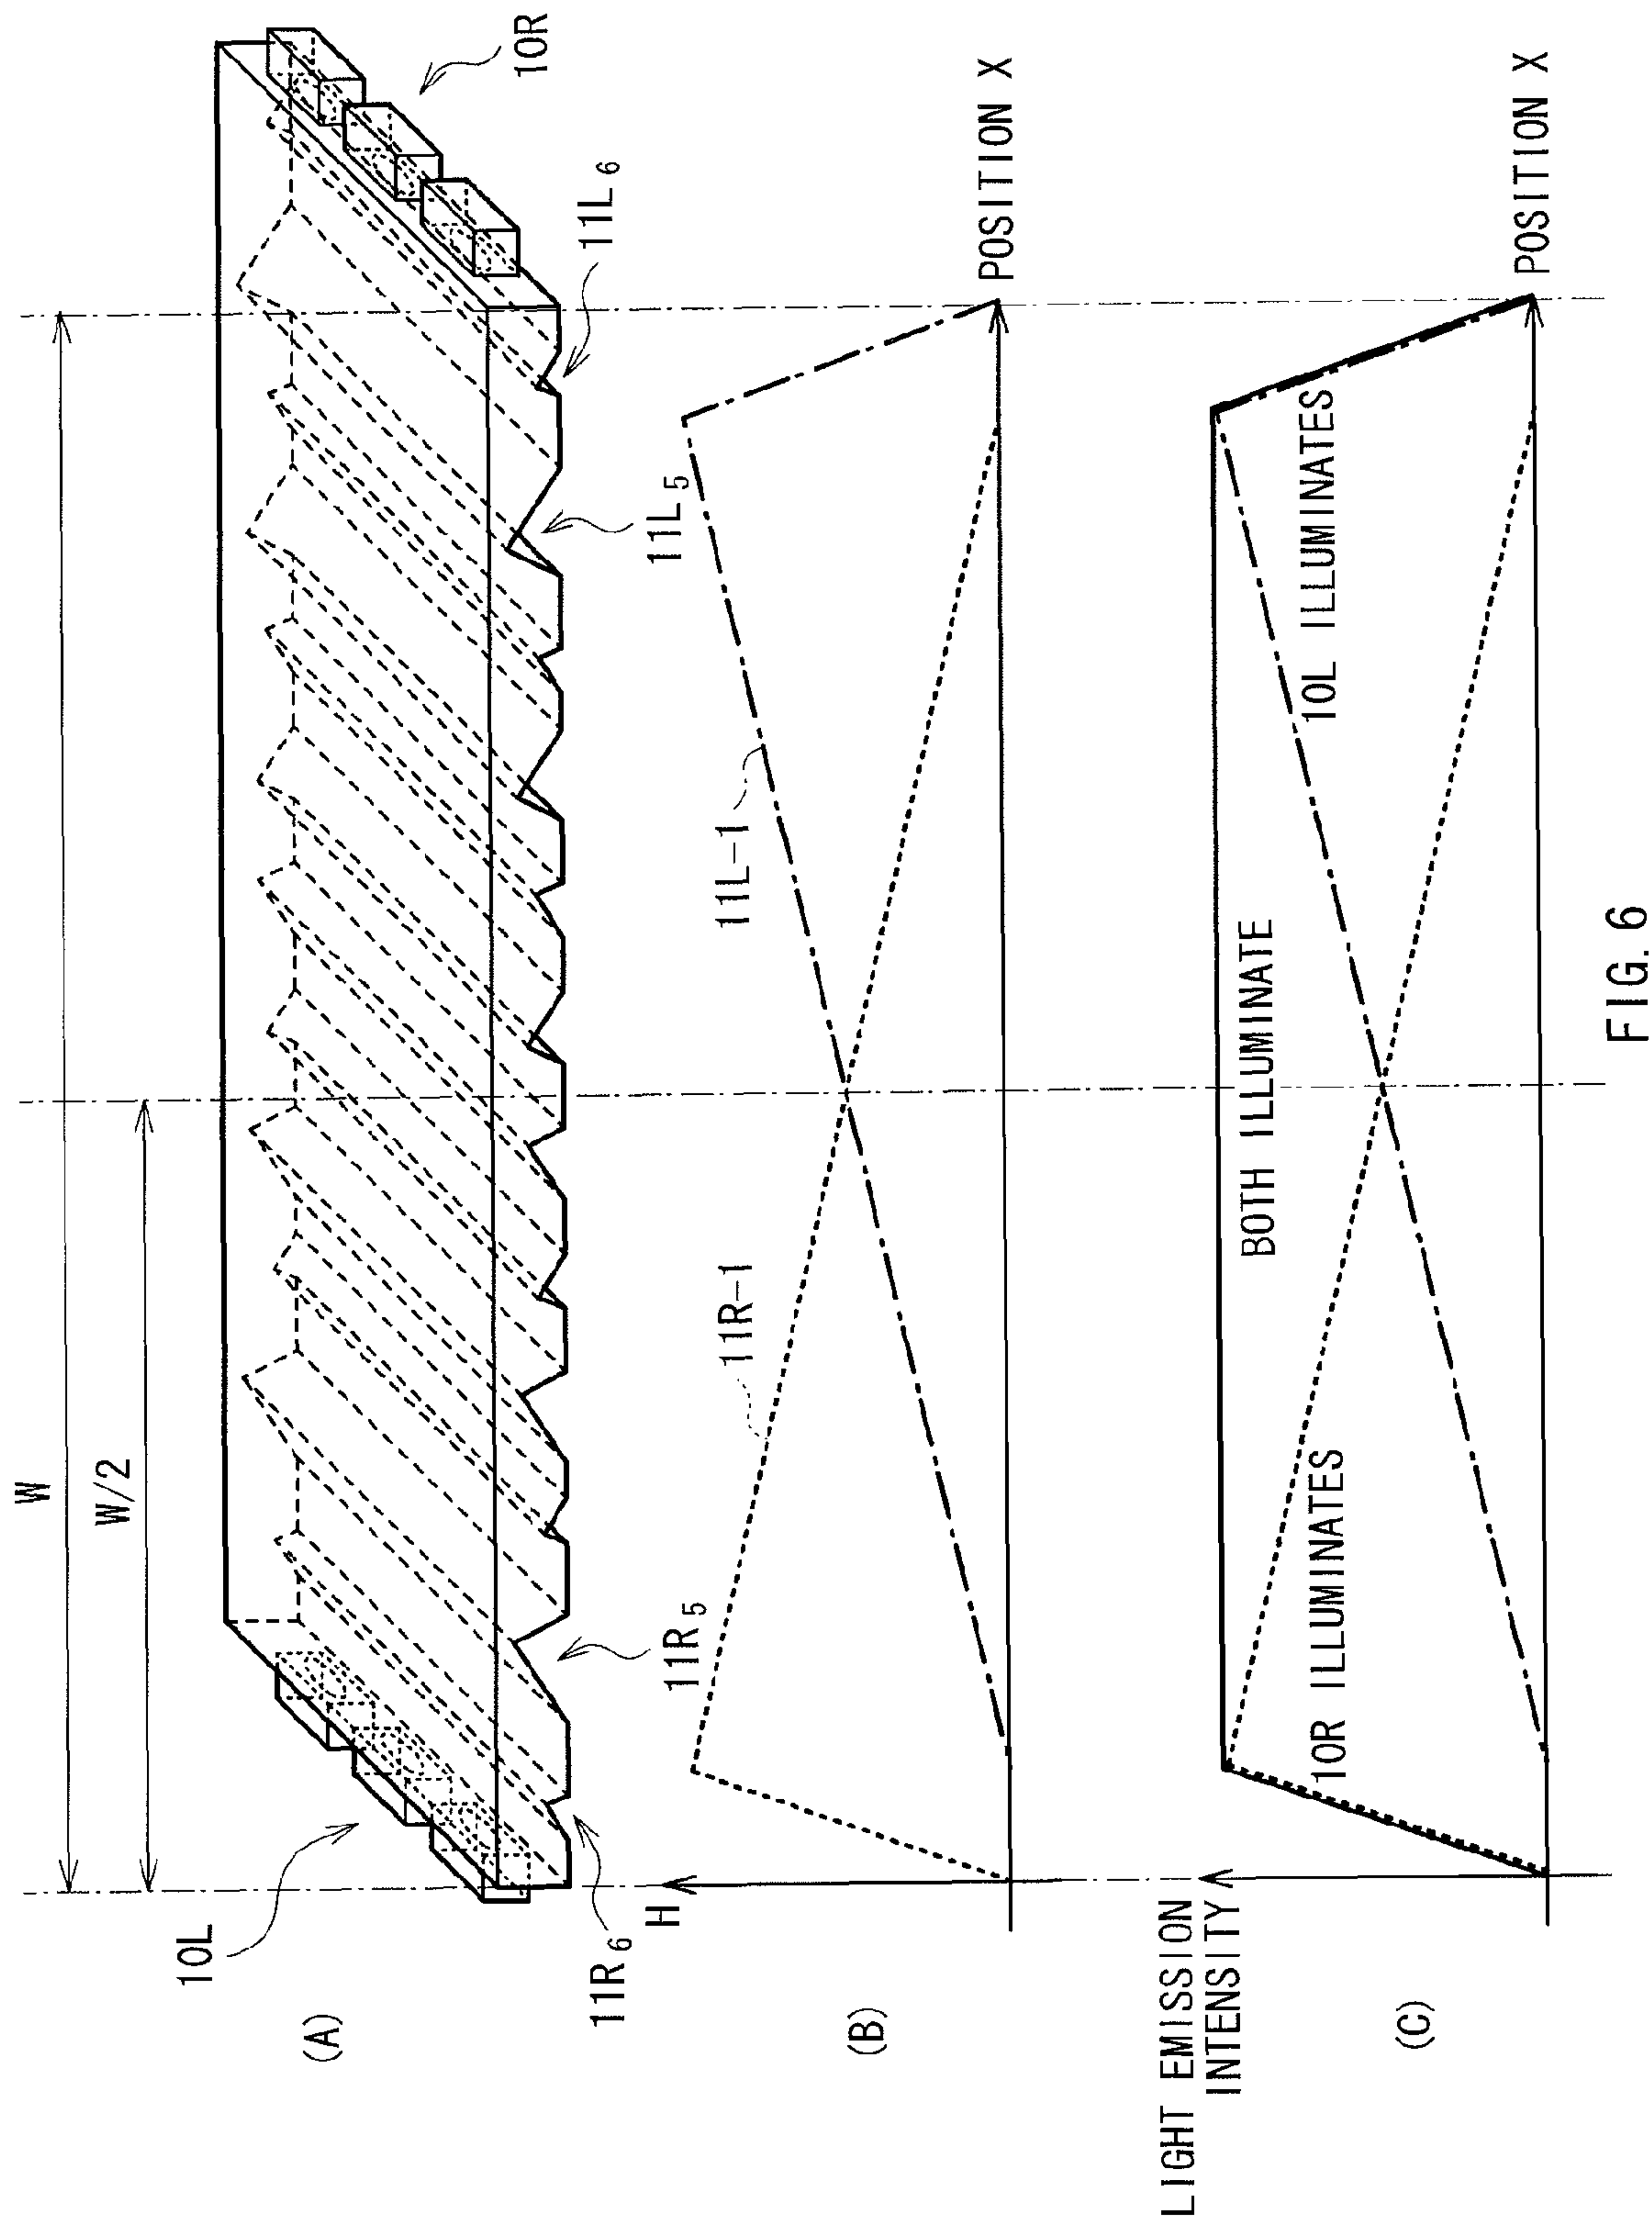 W
W/2
10L
10R
11L6
11L5
11R5
11R6
(A)
H
11R-1
11L-1
POSITION X
(B)
LIGHT EMISSION
INTENSITY
BOTH ILLUMINATE
10R ILLUMINATES
10L ILLUMINATES
POSITION X
(C)
FIG. 6